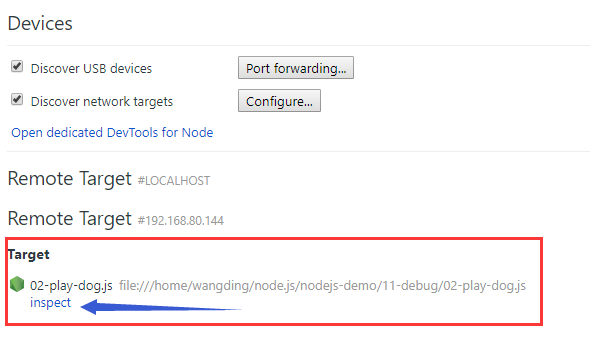 Devices
Discover USB devices Port forwarding...
Discover network targets Configure...
Open dedicated DevTools for Node
Remote Target #LOCALHOST
Remote Target #192.168.80.144
Target
02-play-dog.js file:///home/wangding/node.js/nodejs-demo/11-debug/02-play-dog.js
inspect